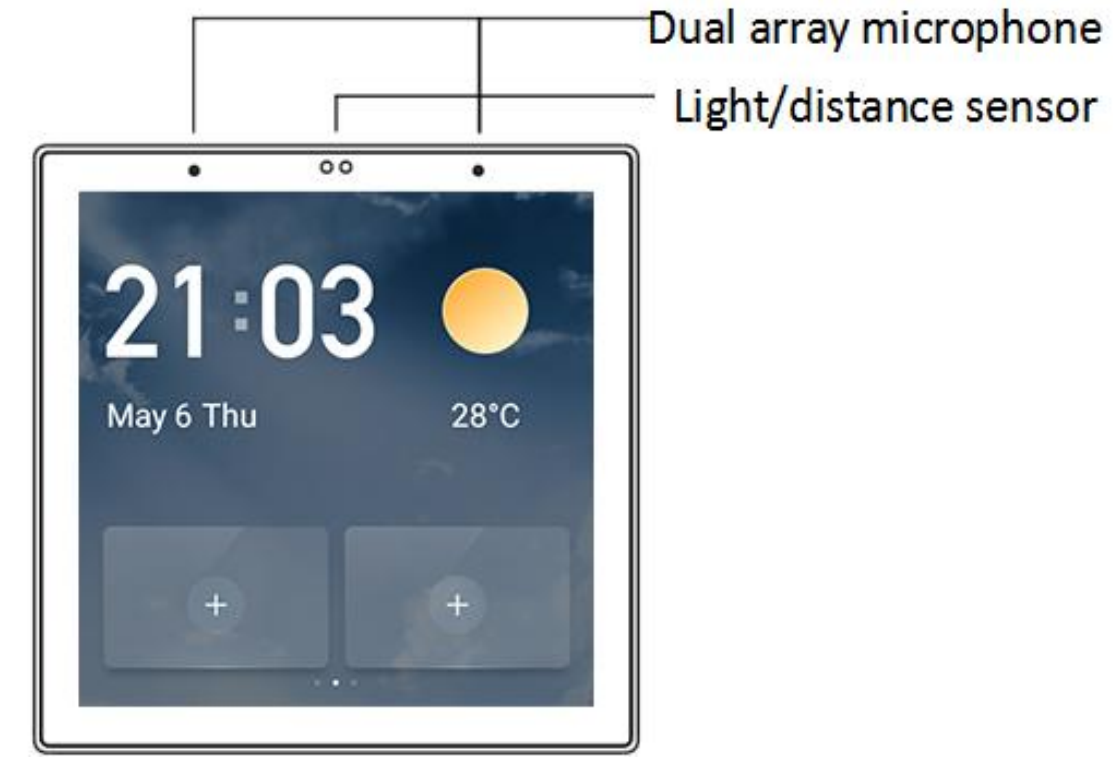 Dual array microphone
Light/distance sensor
21:03
May 6 Thu
28°C
+
+